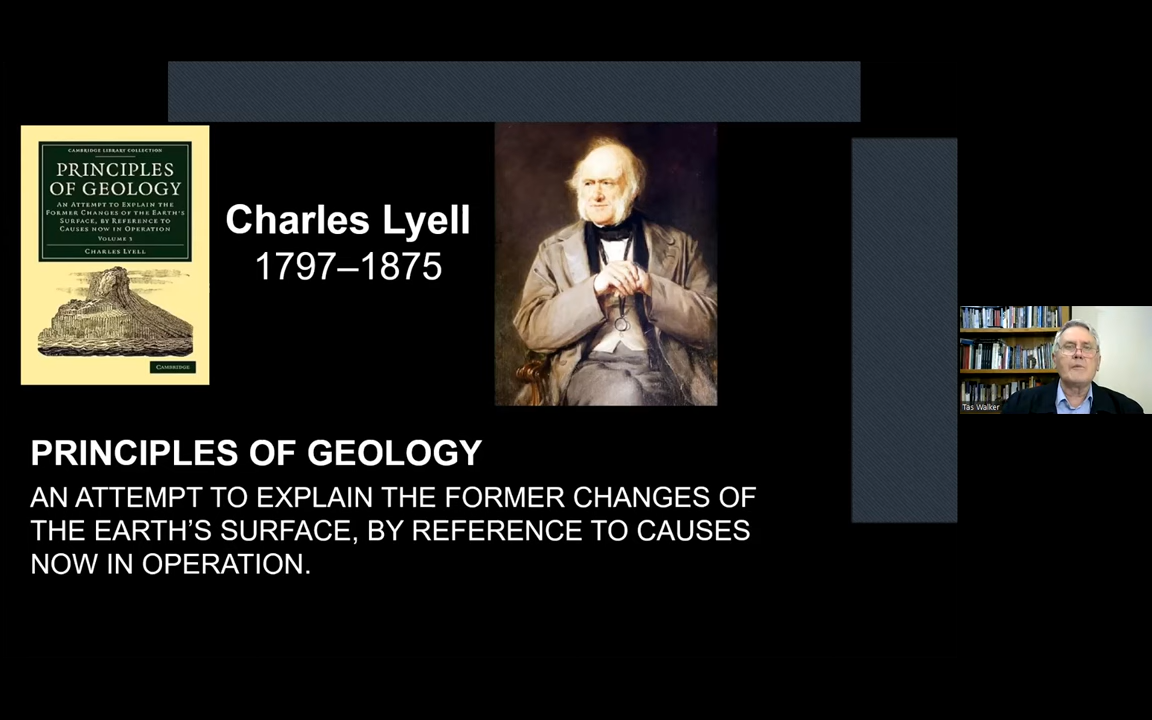 CAMBRIDGE LIBRARY COLLECTION
PRINCIPLES
OF GEOLOGY
AN ATTEMPT TO EXPLAIN THE
FORMER CHANGES OF THE EARTH'S
SURFACE, BY REFERENCE TO
CAUSES NOW IN OPERATION
VOLUME 3
CHARLES LYELL
CAMBRIDGE
Charles Lyell
1797–1875
PRINCIPLES OF GEOLOGY
AN ATTEMPT TO EXPLAIN THE FORMER CHANGES OF
THE EARTH’S SURFACE, BY REFERENCE TO CAUSES
NOW IN OPERATION.
Tas Walker